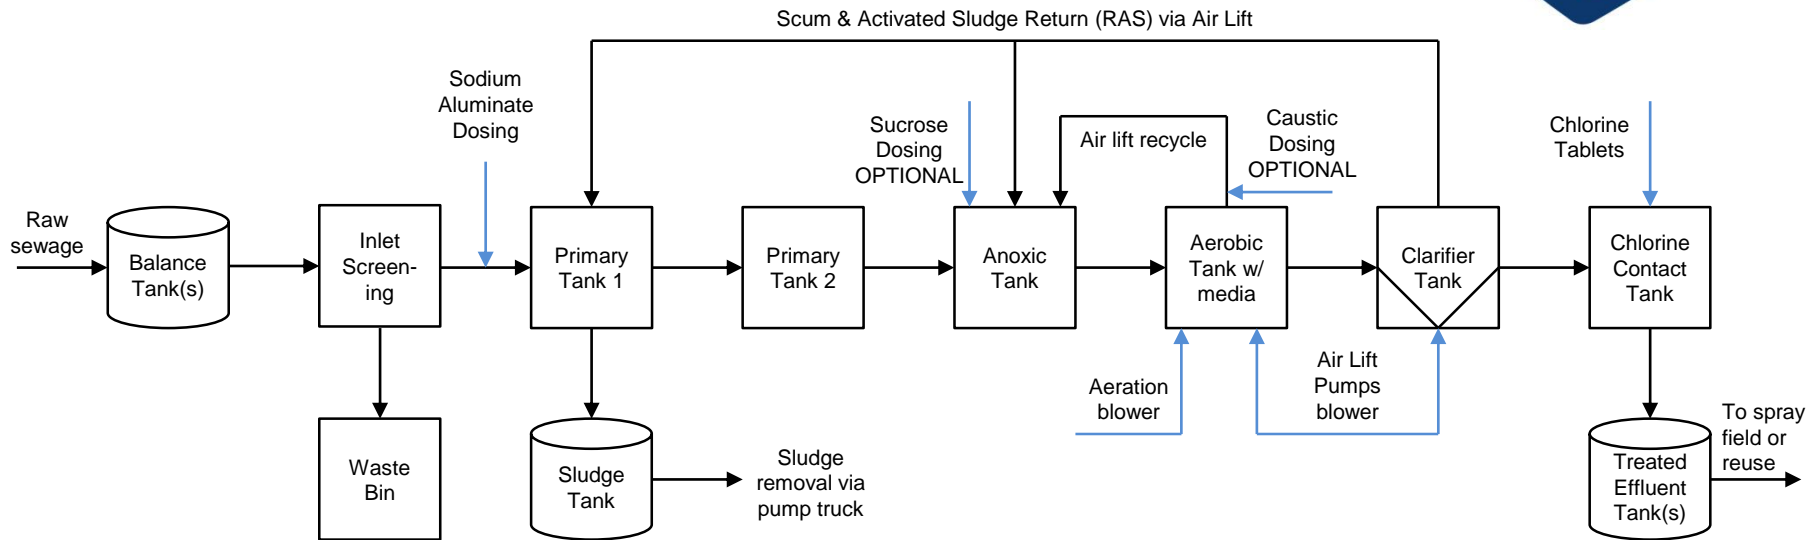 Scum & Activated Sludge Return (RAS) via Air Lift
Sodium
Aluminate
Dosing
Sucrose
Dosing
OPTIONAL
Air lift recycle
Caustic
Dosing
OPTIONAL
Chlorine
Tablets
Raw
sewage
Balance
Tank(s)
Inlet
Screen-
ing
Primary
Tank 1
Primary
Tank 2
Anoxic
Tank
Aerobic
Tank w/
media
Clarifier
Tank
Chlorine
Contact
Tank
Aeration
blower
Air Lift
Pumps
blower
Waste
Bin
Sludge
Tank
Sludge
removal via
pump truck
Treated
Effluent
Tank(s)
To spray
field or
reuse